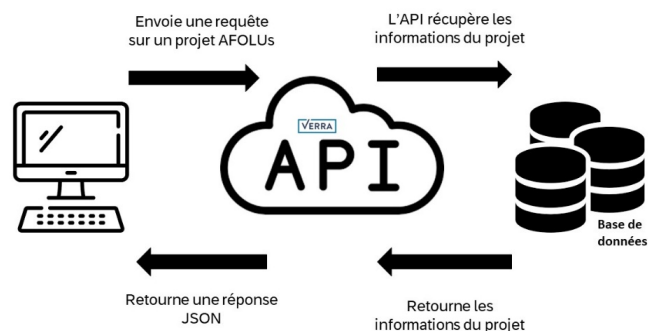 Envoie une requête
sur un projet AFOLUs
L'API récupère les
informations du projet
VERRA
API
Base de
données
Retourne une réponse
JSON
Retourne les
informations du projet